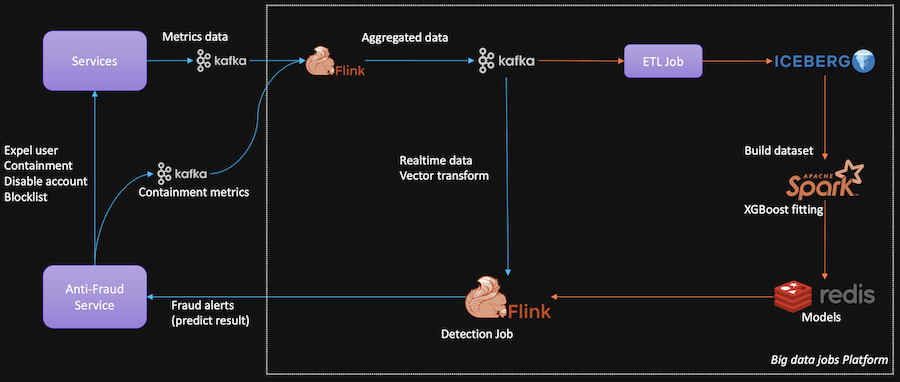 Metrics data
Services
kafka
Flink
Aggregated data
kafka
ETL Job
ICEBERG
Expel user
Containment
Disable account
Blocklist
kafka
Containment metrics
Realtime data
Vector transform
Build dataset
APACHE
Spark™
XGBoost fitting
Anti-Fraud
Service
Fraud alerts
(predict result)
Flink
Detection Job
redis
Models
Big data jobs Platform